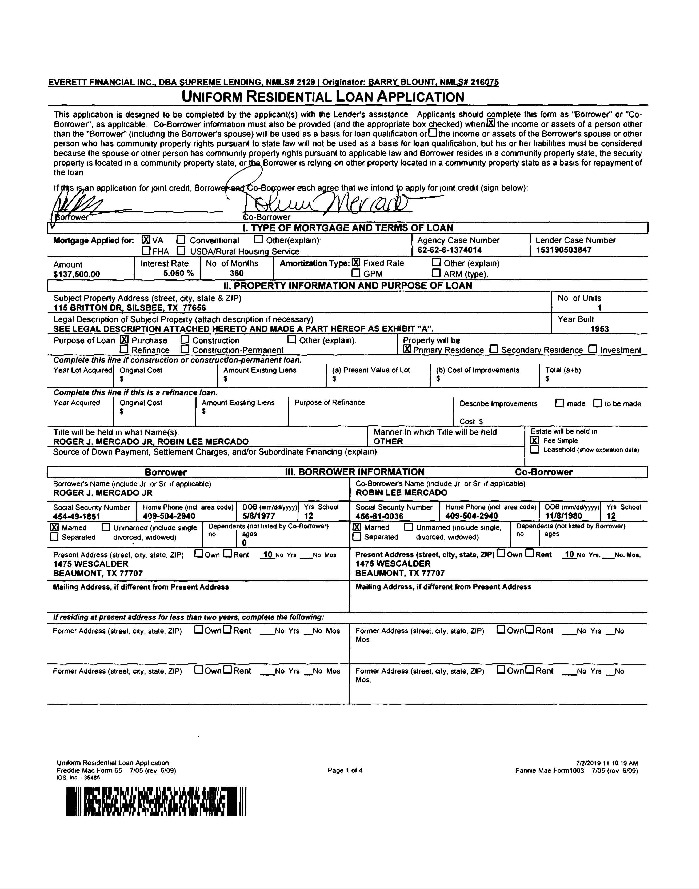 EVERETT FINANCIAL INC., DBA SUPREME LENDING, NMLS# 2129 | Originator: BARRY BLOUNT, NMLS# 216075
UNIFORM RESIDENTIAL LOAN APPLICATION
This application is designed to be completed by the applicant(s) with the Lender's assistance Applicants should complete this form as "Borrower" or "Co-
Borrower", as applicable. Co-Borrower information must also be provided (and the appropriate box checked) when ☒ the income or assets of a person other
than the "Borrower" (including the Borrower's spouse) will be used as a basis for loan qualification or ☐ the income or assets of the Borrower's spouse or other
person who has community property rights pursuant to state law will not be used as a basis for loan qualification, but his or her liabilities must be considered
because the spouse or other person has community property rights pursuant to applicable law and Borrower resides in a community property state, the security
property is located in a community property state, or the Borrower is relying on other property located in a community property state as a basis for repayment of
the loan
If this is an application for joint credit, Borrower and Co-Borrower each agree that we intend to apply for joint credit (sign below):
Borrower Co-Borrower
I. TYPE OF MORTGAGE AND TERMS OF LOAN
Mortgage Applied for: ☒ VA ☐ Conventional ☐ Other(explain): Agency Case Number Lender Case Number
☐ FHA ☐ USDA/Rural Housing Service 62-62-6-1374014 153190503847
Amount Interest Rate No. of Months Amortization Type: ☒ Fixed Rate ☐ Other (explain)
$137,500.00 5.050 % 360 ☐ GPM ☐ ARM (type).
II. PROPERTY INFORMATION AND PURPOSE OF LOAN
Subject Property Address (street, city, state & ZIP) No. of Units
115 BRITTON DR, SILSBEE, TX 77656 1
Legal Description of Subject Property (attach description if necessary) Year Built
SEE LEGAL DESCRIPTION ATTACHED HERETO AND MADE A PART HEREOF AS EXHIBIT "A". 1953
Purpose of Loan ☒ Purchase ☐ Construction ☐ Other (explain). Property will be
☐ Refinance ☐ Construction-Permanent ☒ Primary Residence ☐ Secondary Residence ☐ Investment
Complete this line if construction or construction-permanent loan.
Year Lot Acquired Original Cost Amount Existing Liens (a) Present Value of Lot (b) Cost of Improvements Total (a+b)
$ $ $ $ $
Complete this line if this is a refinance loan.
Year Acquired Original Cost Amount Existing Liens Purpose of Refinance Describe Improvements ☐ made ☐ to be made
$ $
Cost $
Title will be held in what Name(s) Manner in which Title will be held Estate will be held in
ROGER J. MERCADO JR, ROBIN LEE MERCADO OTHER ☒ Fee Simple
Source of Down Payment, Settlement Charges, and/or Subordinate Financing (explain) ☐ Leasehold (show expiration date)
Borrower III. BORROWER INFORMATION Co-Borrower
Borrower's Name (include Jr. or Sr. if applicable) Co-Borrower's Name (include Jr. or Sr. if applicable)
ROGER J. MERCADO JR ROBIN LEE MERCADO
Social Security Number Home Phone (incl area code) DOB (mm/dd/yyyy) Yrs School Social Security Number Home Phone (incl area code) DOB (mm/dd/yyyy) Yrs School
454-49-1851 409-504-2940 5/8/1977 12 456-81-0036 409-504-2940 11/8/1980 12
☒ Married ☐ Unmarried (include single Dependents (not listed by Co-Borrower) ☒ Married ☐ Unmarried (include single, Dependents (not listed by Borrower)
☐ Separated divorced, widowed) no ages ☐ Separated divorced, widowed) no ages
0
Present Address (street, city, state, ZIP) ☐ Own ☐ Rent 10 No Yrs __No Mos Present Address (street, city, state, ZIP) ☐ Own ☐ Rent 10 No Yrs. __No. Mos.
1475 WESCALDER 1475 WESCALDER
BEAUMONT, TX 77707 BEAUMONT, TX 77707
Mailing Address, if different from Present Address Mailing Address, if different from Present Address
If residing at present address for less than two years, complete the following:
Former Address (street, city, state, ZIP) ☐ Own ☐ Rent __No Yrs __No Mos Former Address (street, city, state, ZIP) ☐ Own ☐ Rent __No Yrs __No
Mos
Former Address (street, city, state, ZIP) ☐ Own ☐ Rent __No Yrs __No Mos Former Address (street, city, state, ZIP) ☐ Own ☐ Rent __No Yrs __No
Mos.
Uniform Residential Loan Application 7/2/2019 11 10 19 AM
Freddie Mac Form 65 7/05 (rev 6/09) Page 1 of 4 Fannie Mae Form1003 7/05 (rev 6/09)